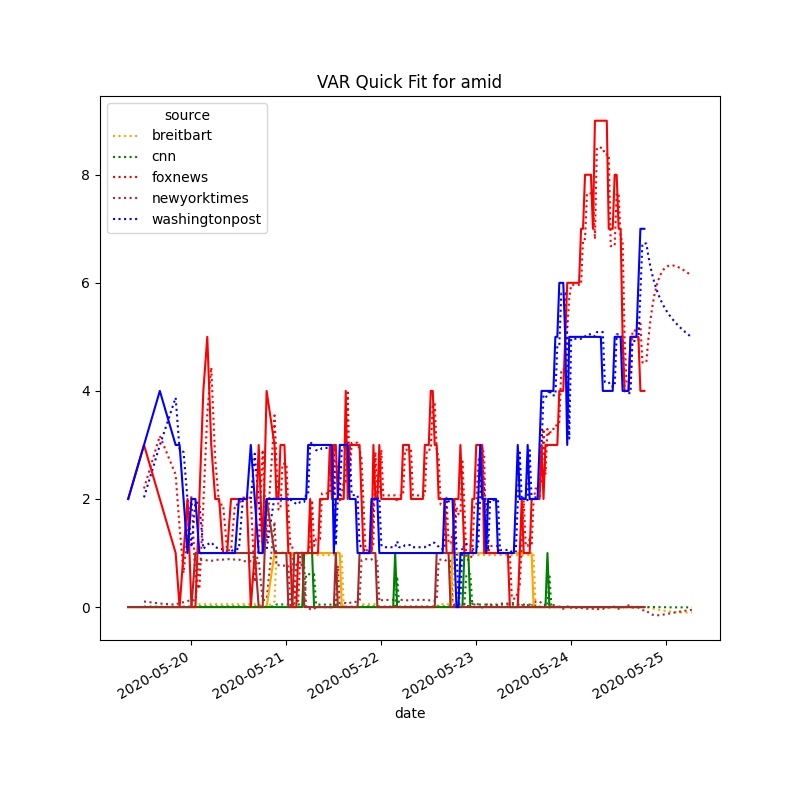 VAR Quick Fit for amid
source
breitbart
cnn
foxnews
newyorktimes
washingtonpost
8
6
4
2
0
2020-05-20
2020-05-21
2020-05-22
2020-05-23
2020-05-24
2020-05-25
date